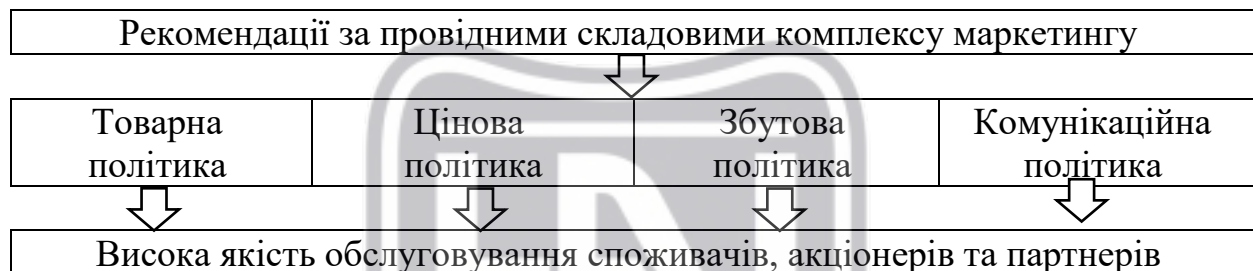 Рекомендації за провідними складовими комплексу маркетингу
Товарна
політика
Цінова
політика
Збутова
політика
Комунікаційна
політика
Висока якість обслуговування споживачів, акціонерів та партнерів